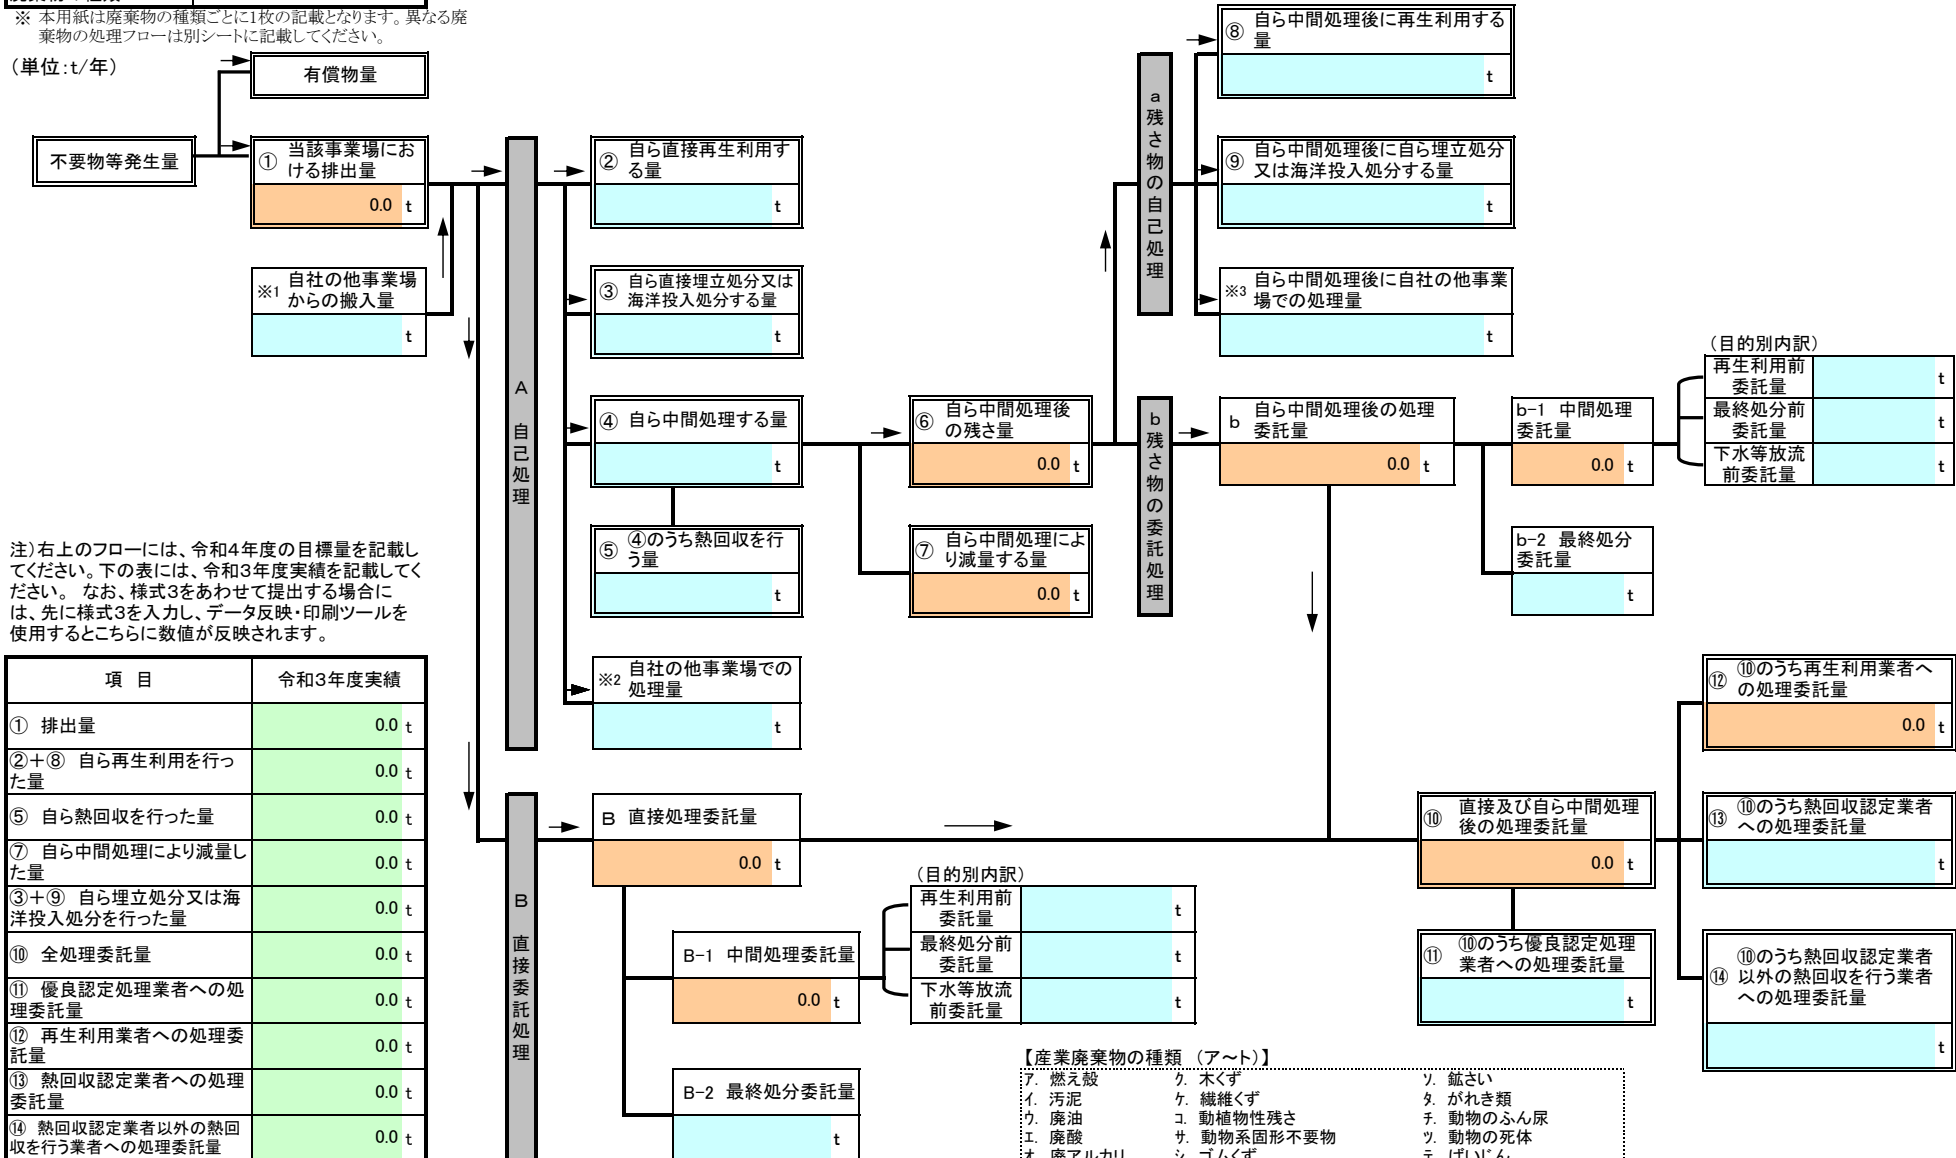 ※ 本用紙は廃棄物の種類ごとに1枚の記載となります。異なる廃
棄物の処理フローは別シートに記載してください。
(単位:t/年)
有償物量
不要物等発生量
① 当該事業場にお
ける排出量
0.0 t
※1 自社の他事業場
からの搬入量
t
A 自己処理
② 自ら直接再生利用す
る量
t
③ 自ら直接埋立処分又は
海洋投入処分する量
t
④ 自ら中間処理する量
t
⑤ ④のうち熱回収を行
う量
t
※2 自社の他事業場での
処理量
t
⑥ 自ら中間処理後
の残さ量
0.0 t
⑦ 自ら中間処理によ
り減量する量
0.0 t
a 残さ物の自己処理
⑧ 自ら中間処理後に再生利用する
量
t
⑨ 自ら中間処理後に自ら埋立処分
又は海洋投入処分する量
t
※3 自ら中間処理後に自社の他事業
場での処理量
t
b 残さ物の委託処理
b 自ら中間処理後の処理
委託量
0.0 t
b-1 中間処理
委託量
0.0 t
(目的別内訳)
再生利用前
委託量
t
最終処分前
委託量
t
下水等放流
前委託量
t
b-2 最終処分
委託量
t
注)右上のフローには、令和4年度の目標量を記載し
てください。下の表には、令和3年度実績を記載してく
ださい。 なお、様式3をあわせて提出する場合に
は、先に様式3を入力し、データ反映・印刷ツールを
使用するとこちらに数値が反映されます。
項 目 令和3年度実績
① 排出量 0.0 t
②+⑧ 自ら再生利用を行っ
た量 0.0 t
⑤ 自ら熱回収を行った量 0.0 t
⑦ 自ら中間処理により減量し
た量 0.0 t
③+⑨ 自ら埋立処分又は海
洋投入処分を行った量 0.0 t
⑩ 全処理委託量 0.0 t
⑪ 優良認定処理業者への処
理委託量 0.0 t
⑫ 再生利用業者への処理委
託量 0.0 t
⑬ 熱回収認定業者への処理
委託量 0.0 t
⑭ 熱回収認定業者以外の熱回
収を行う業者への処理委託量 0.0 t
B 直接委託処理
B 直接処理委託量
0.0 t
B-1 中間処理委託量
0.0 t
(目的別内訳)
再生利用前
委託量
t
最終処分前
委託量
t
下水等放流
前委託量
t
B-2 最終処分委託量
t
⑩ 直接及び自ら中間処理
後の処理委託量
0.0 t
⑪ ⑩のうち優良認定処理
業者への処理委託量
t
⑫ ⑩のうち再生利用業者へ
の処理委託量
0.0 t
⑬ ⑩のうち熱回収認定業者
への処理委託量
t
⑭ ⑩のうち熱回収認定業者
以外の熱回収を行う業者
への処理委託量
t
【産業廃棄物の種類 (ア～ト)】
ア. 燃え殻 ク. 木くず ソ. 鉱さい
イ. 汚泥 ケ. 繊維くず タ. がれき類
ウ. 廃油 コ. 動植物性残さ チ. 動物のふん尿
エ. 廃酸 サ. 動物系固形不要物 ツ. 動物の死体
オ. 廃アルカリ シ. ゴムくず テ. ばいじん